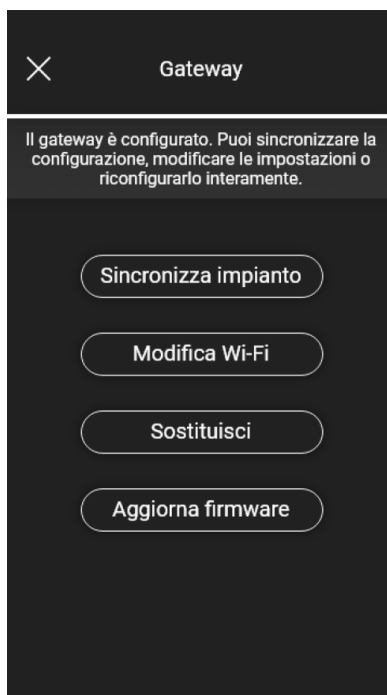 Gateway
Il gateway è configurato. Puoi sincronizzare la
configurazione, modificare le impostazioni o
riconfigurarlo interamente.
Sincronizza impianto
Modifica Wi-Fi
Sostituisci
Aggiorna firmware